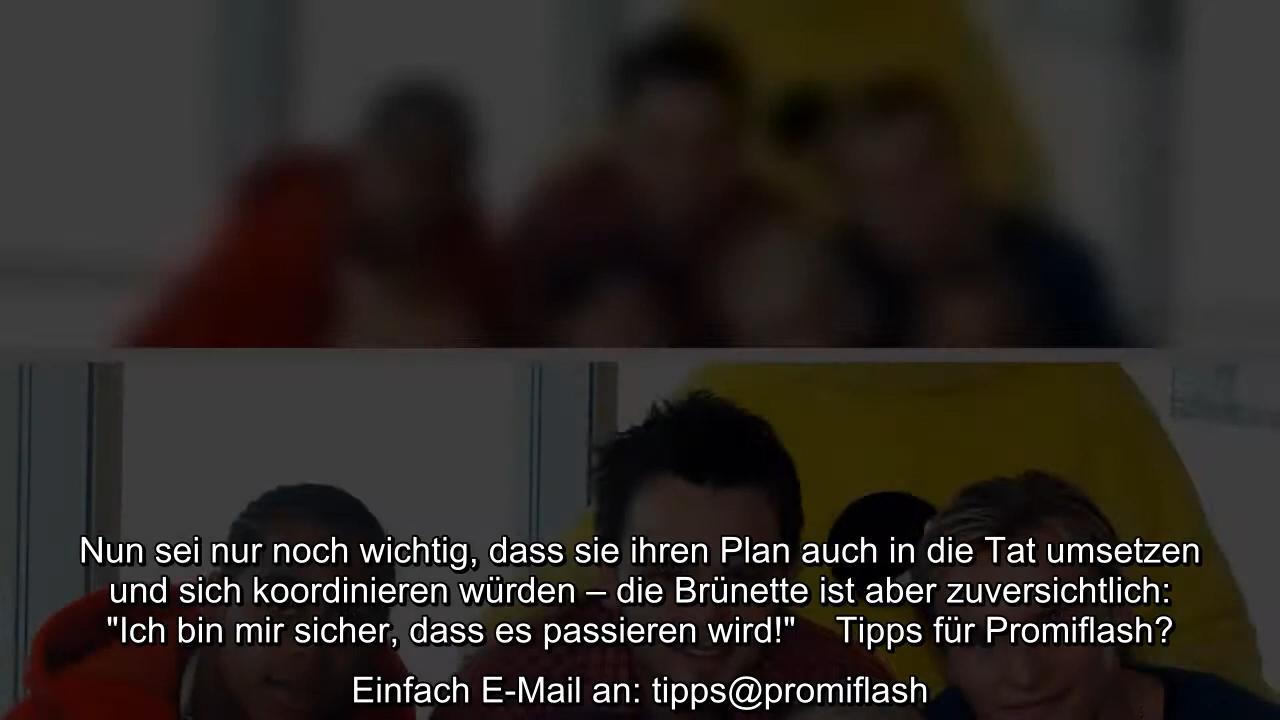 Nun sei nur noch wichtig, dass sie ihren Plan auch in die Tat umsetzen
und sich koordinieren würden – die Brünette ist aber zuversichtlich:
"Ich bin mir sicher, dass es passieren wird!"    Tipps für Promiflash?
Einfach E-Mail an: tipps@promiflash